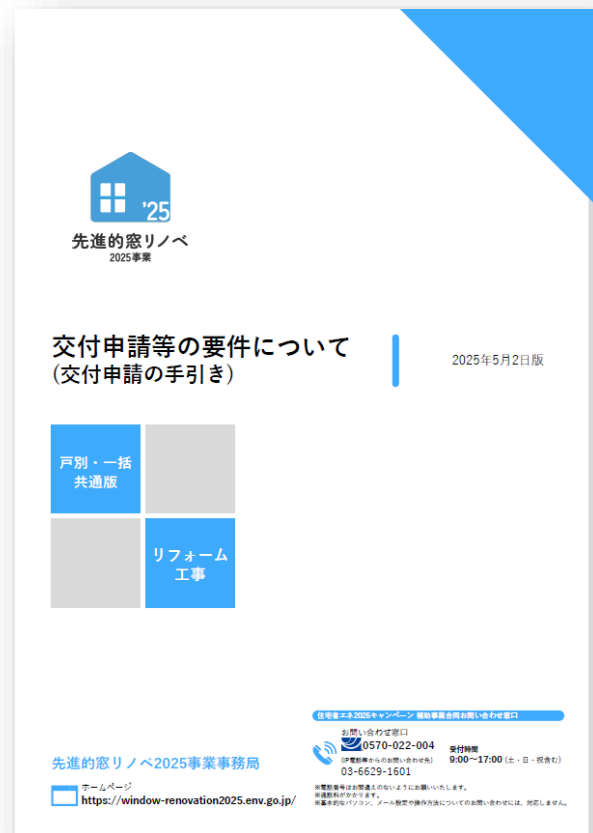 '25
先進的窓リノベ
2025事業
交付申請等の要件について
(交付申請の手引き)
2025年5月2日版
戸別・一括
共通版
リフォーム
工事
住宅省エネ2025キャンペーン 補助事業合同お問い合わせ窓口
お問い合わせ窓口
0570-022-004
(IP電話等からのお問い合わせ先)
03-6629-1601
受付時間
9:00～17:00 (土・日・祝含む)
※電話番号はお間違えのないようにお願いいたします。
※通話料がかかります。
※基本的なパソコン、メール設定や操作方法についてのお問い合わせには、対応しません。
先進的窓リノベ2025事業事務局
ホームページ
https://window-renovation2025.env.go.jp/